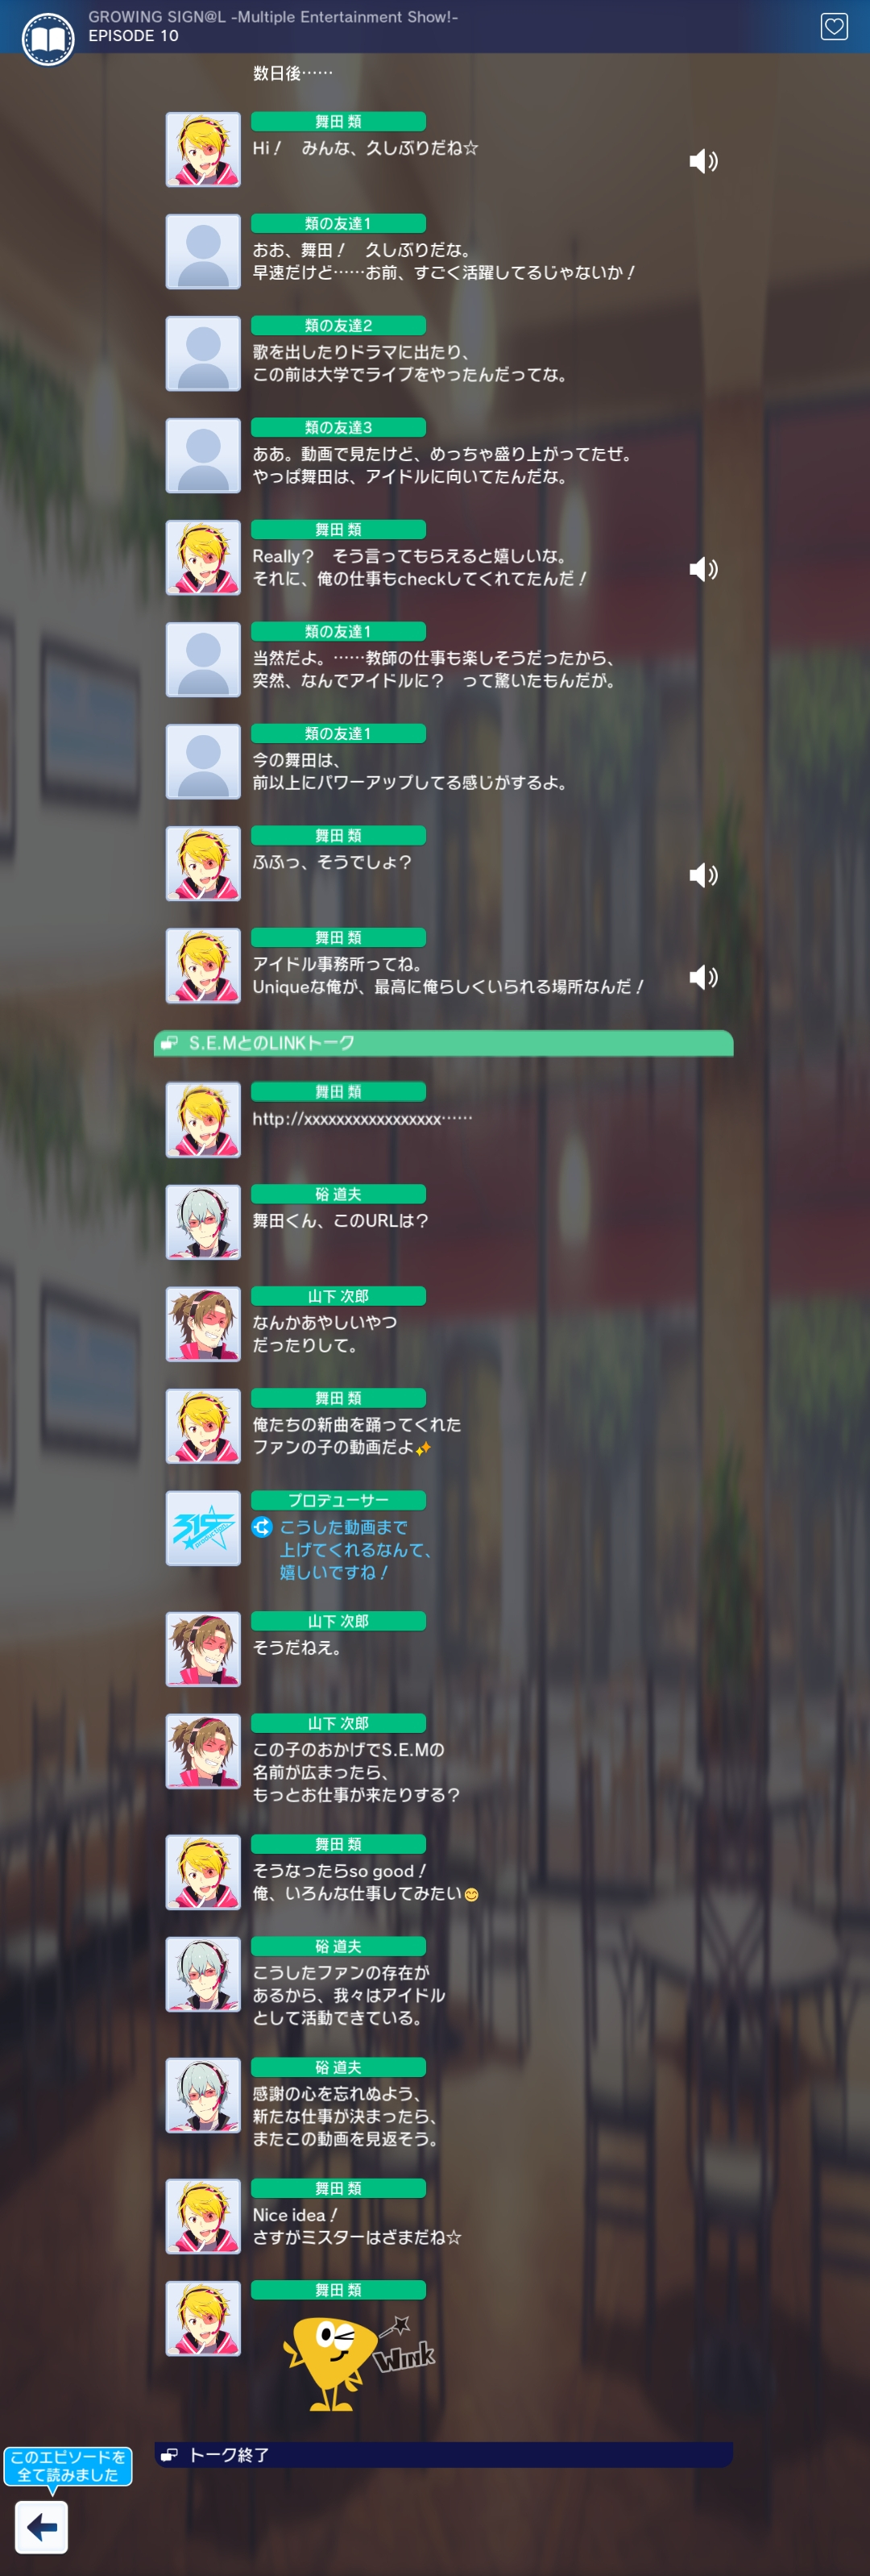 GROWING SIGN@L -Multiple Entertainment Show!-
EPISODE 10
数日後……
舞田 類
Hi！　みんな、久しぶりだね☆
類の友達1
おお、舞田！　久しぶりだな。
早速だけど……お前、すごく活躍してるじゃないか！
類の友達2
歌を出したりドラマに出たり、
この前は大学でライブをやったんだってな。
類の友達3
ああ。動画で見たけど、めっちゃ盛り上がってたぜ。
やっぱ舞田は、アイドルに向いてたんだな。
舞田 類
Really？　そう言ってもらえると嬉しいな。
それに、俺の仕事もcheckしてくれてたんだ！
類の友達1
当然だよ。……教師の仕事も楽しそうだったから、
突然、なんでアイドルに？　って驚いたもんだが。
類の友達1
今の舞田は、
前以上にパワーアップしてる感じがするよ。
舞田 類
ふふっ、そうでしょ？
舞田 類
アイドル事務所ってね。
Uniqueな俺が、最高に俺らしくいられる場所なんだ！
S.E.MとのLINKトーク
舞田 類
http://xxxxxxxxxxxxxxxxx……
硲 道夫
舞田くん、このURLは？
山下 次郎
なんかあやしいやつ
だったりして。
舞田 類
俺たちの新曲を踊ってくれた
ファンの子の動画だよ✨
プロデューサー
315
こうした動画まで
上げてくれるなんて、
嬉しいですね！
山下 次郎
そうだねえ。
山下 次郎
この子のおかげでS.E.Mの
名前が広まったら、
もっとお仕事が来たりする？
舞田 類
そうなったらso good！
俺、いろんな仕事してみたい😊
硲 道夫
こうしたファンの存在が
あるから、我々はアイドル
として活動できている。
硲 道夫
感謝の心を忘れぬよう、
新たな仕事が決まったら、
またこの動画を見返そう。
舞田 類
Nice idea！
さすがミスターはざまだね☆
舞田 類
Wink
トーク終了
このエピソードを
全て読みました